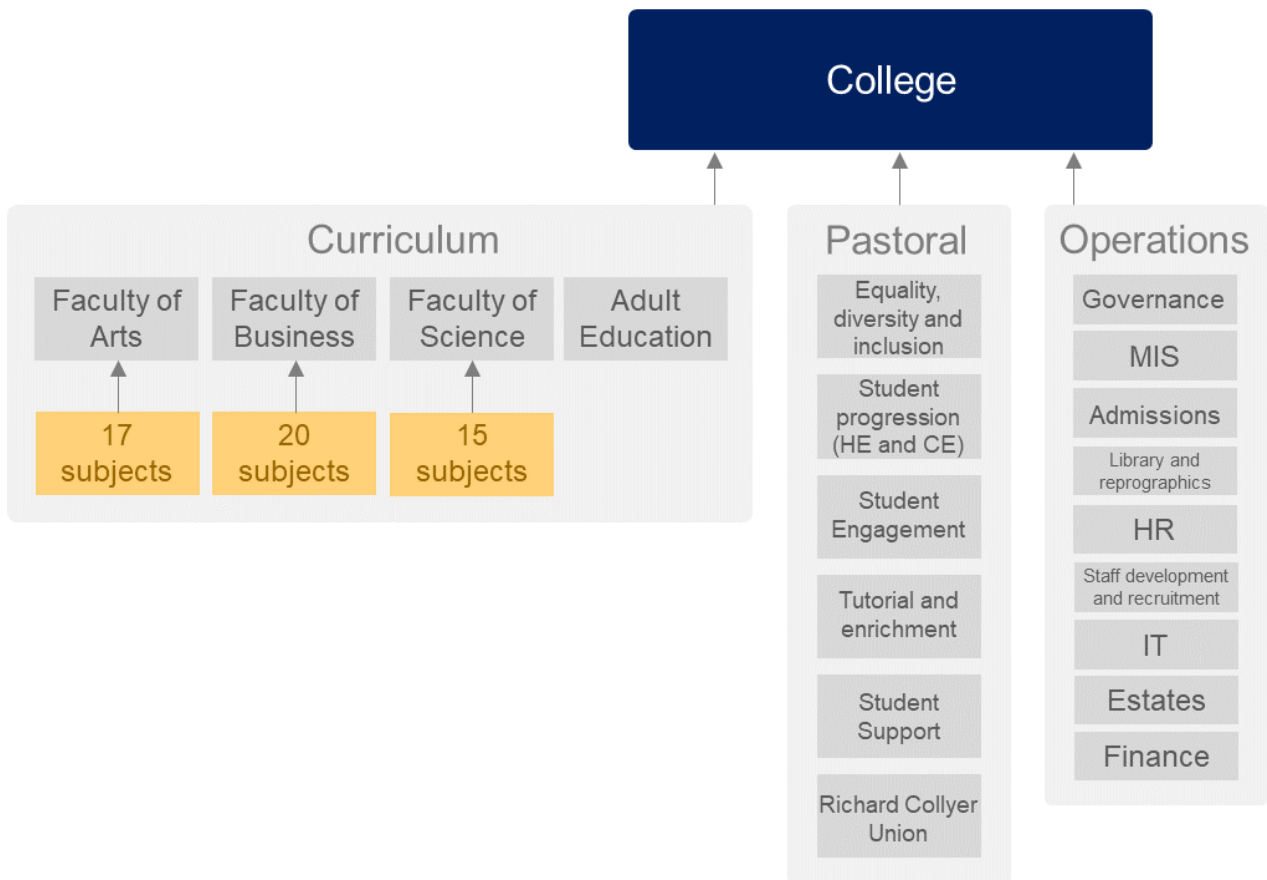 College
Curriculum
Faculty of
Arts
Faculty of
Business
Faculty of
Science
Adult
Education
17
subjects
20
subjects
15
subjects
Pastoral
Equality,
diversity and
inclusion
Student
progression
(HE and CE)
Student
Engagement
Tutorial and
enrichment
Student
Support
Richard Collyer
Union
Operations
Governance
MIS
Admissions
Library and
reprographics
HR
Staff development
and recruitment
IT
Estates
Finance